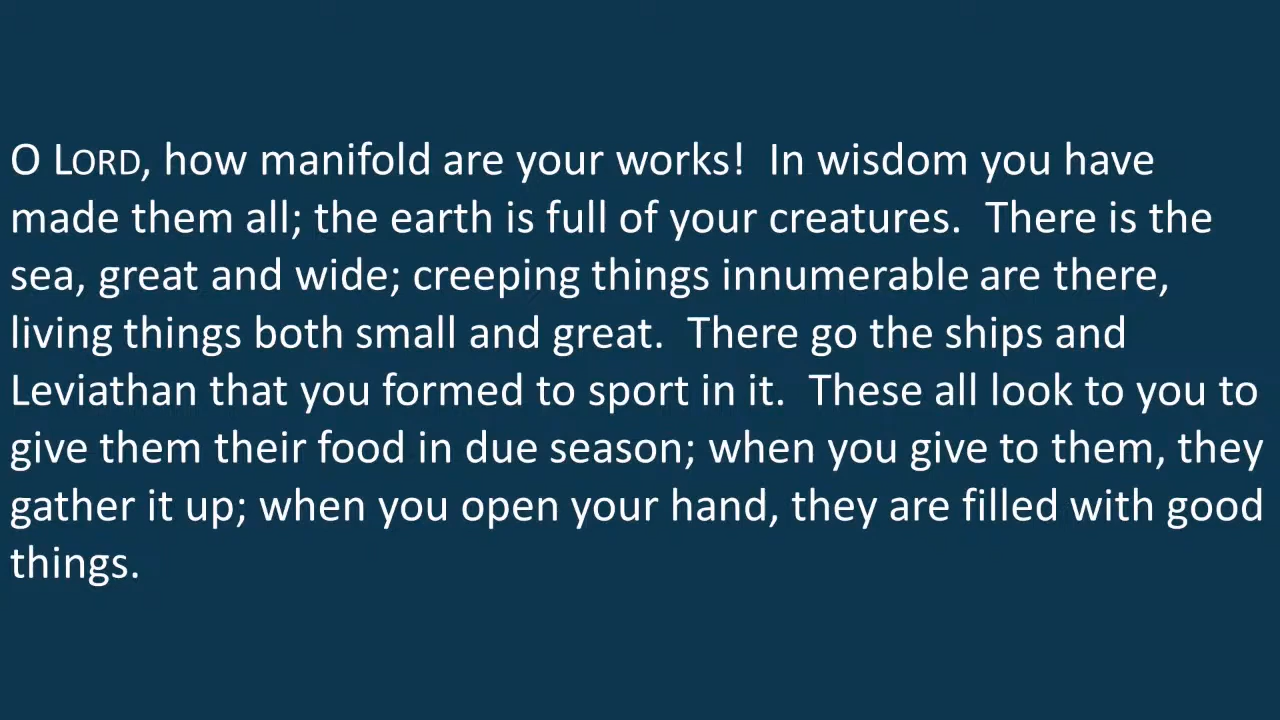 O LORD, how manifold are your works!  In wisdom you have
made them all; the earth is full of your creatures.  There is the
sea, great and wide; creeping things innumerable are there,
living things both small and great.  There go the ships and
Leviathan that you formed to sport in it.  These all look to you to
give them their food in due season; when you give to them, they
gather it up; when you open your hand, they are filled with good
things.